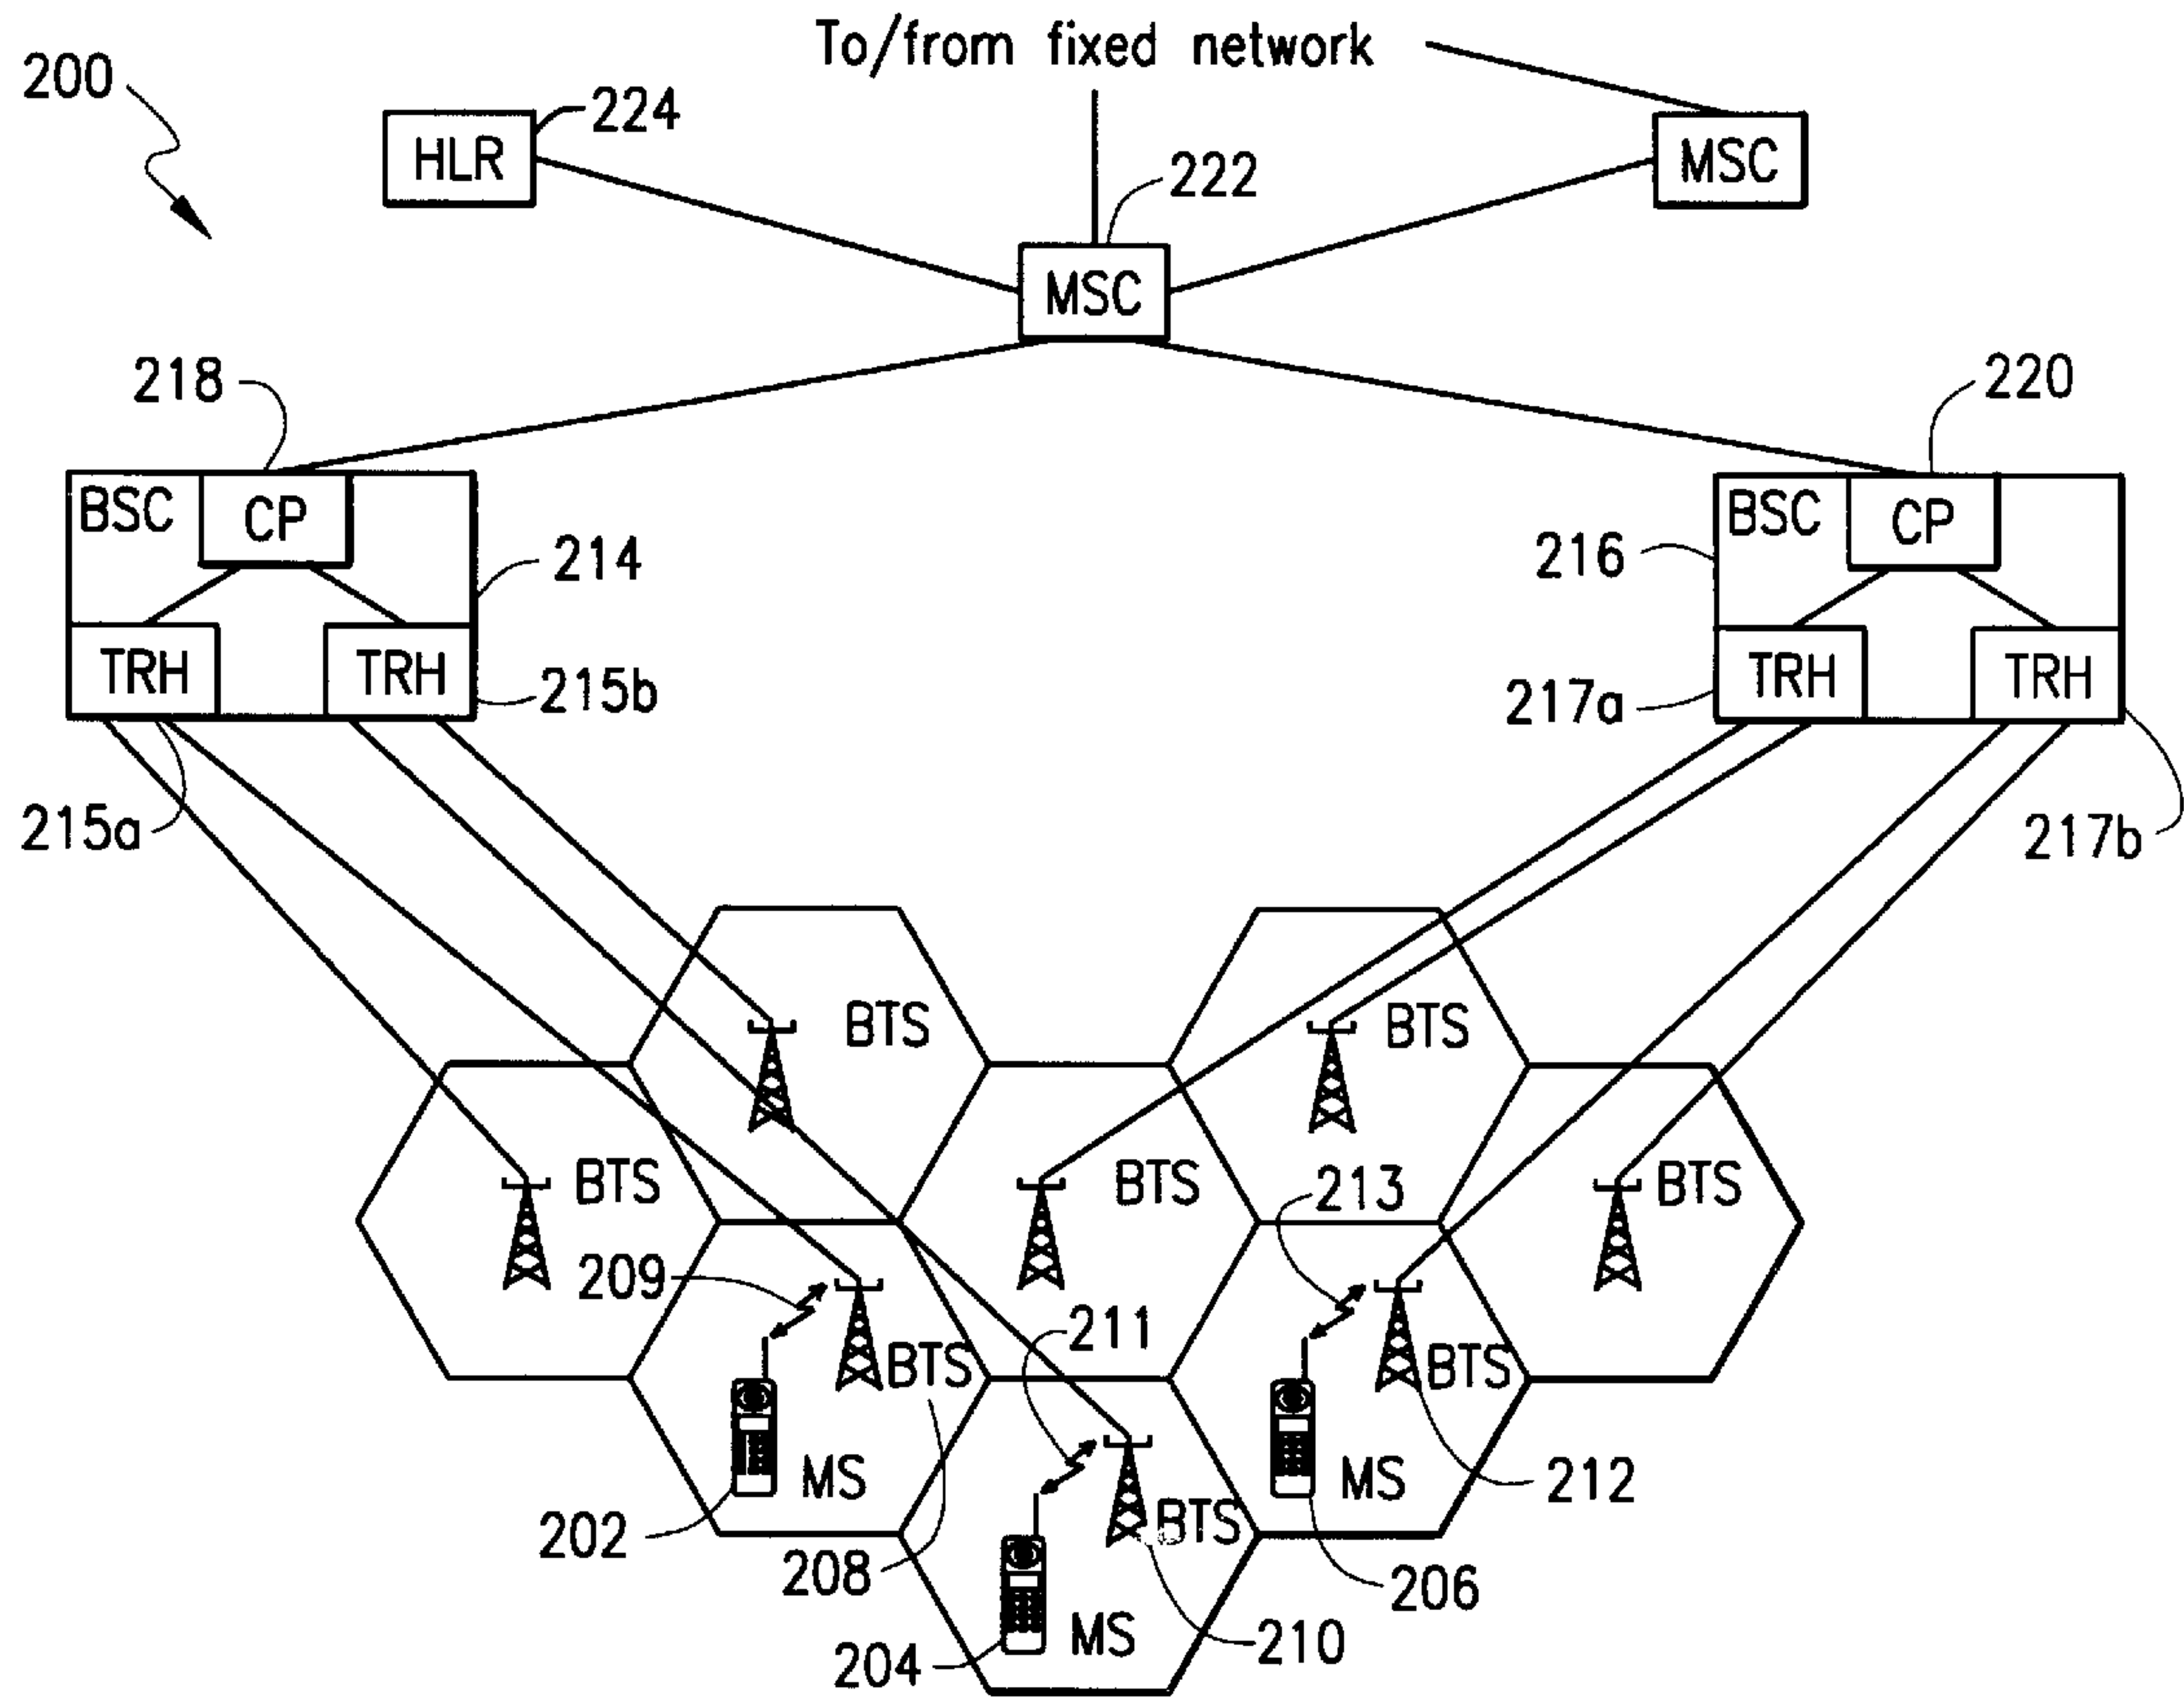 To/from fixed network
200
224
HLR
MSC
222
MSC
218
220
BSC
CP
BSC
CP
214
216
TRH
TRH
215b
TRH
TRH
217a
215a
217b
BTS
BTS
BTS
BTS
213
BTS
209
211
BTS
BTS
MS
MS
212
202
BTS
208
206
MS
210
204